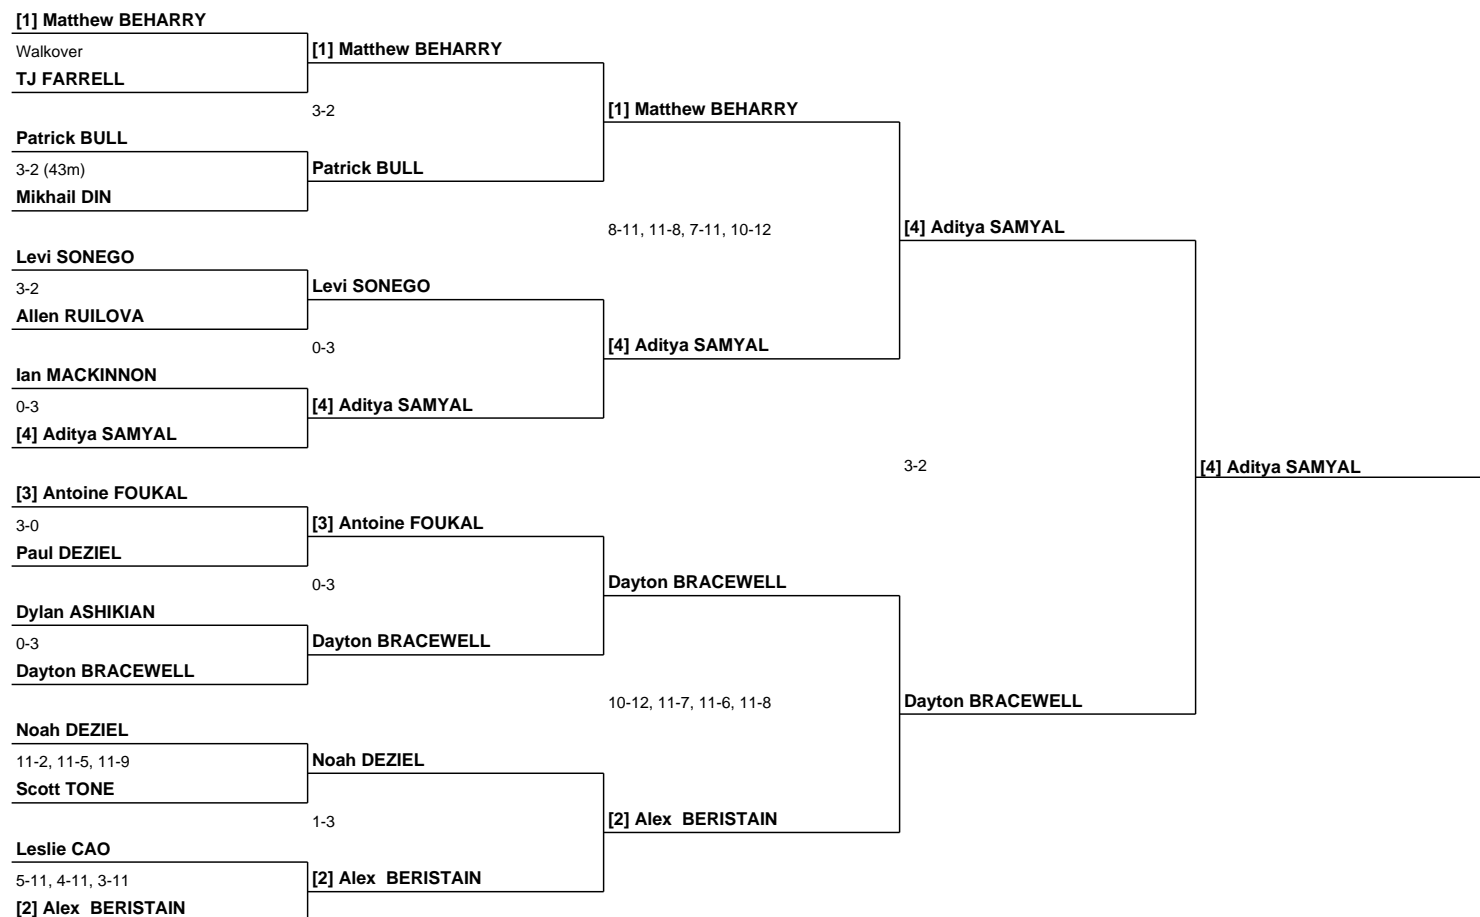 [1] Matthew BEHARRY
Walkover
TJ FARRELL
Patrick BULL
3-2 (43m)
Mikhail DIN
Levi SONEGO
3-2
Allen RUILOVA
Ian MACKINNON
0-3
[4] Aditya SAMYAL
[3] Antoine FOUKAL
3-0
Paul DEZIEL
Dylan ASHIKIAN
0-3
Dayton BRACEWELL
Noah DEZIEL
11-2, 11-5, 11-9
Scott TONE
Leslie CAO
5-11, 4-11, 3-11
[2] Alex  BERISTAIN
[1] Matthew BEHARRY
3-2
Patrick BULL
Levi SONEGO
0-3
[4] Aditya SAMYAL
[3] Antoine FOUKAL
0-3
Dayton BRACEWELL
Noah DEZIEL
1-3
[2] Alex  BERISTAIN
[1] Matthew BEHARRY
8-11, 11-8, 7-11, 10-12
[4] Aditya SAMYAL
Dayton BRACEWELL
10-12, 11-7, 11-6, 11-8
[2] Alex  BERISTAIN
[4] Aditya SAMYAL
3-2
Dayton BRACEWELL
[4] Aditya SAMYAL